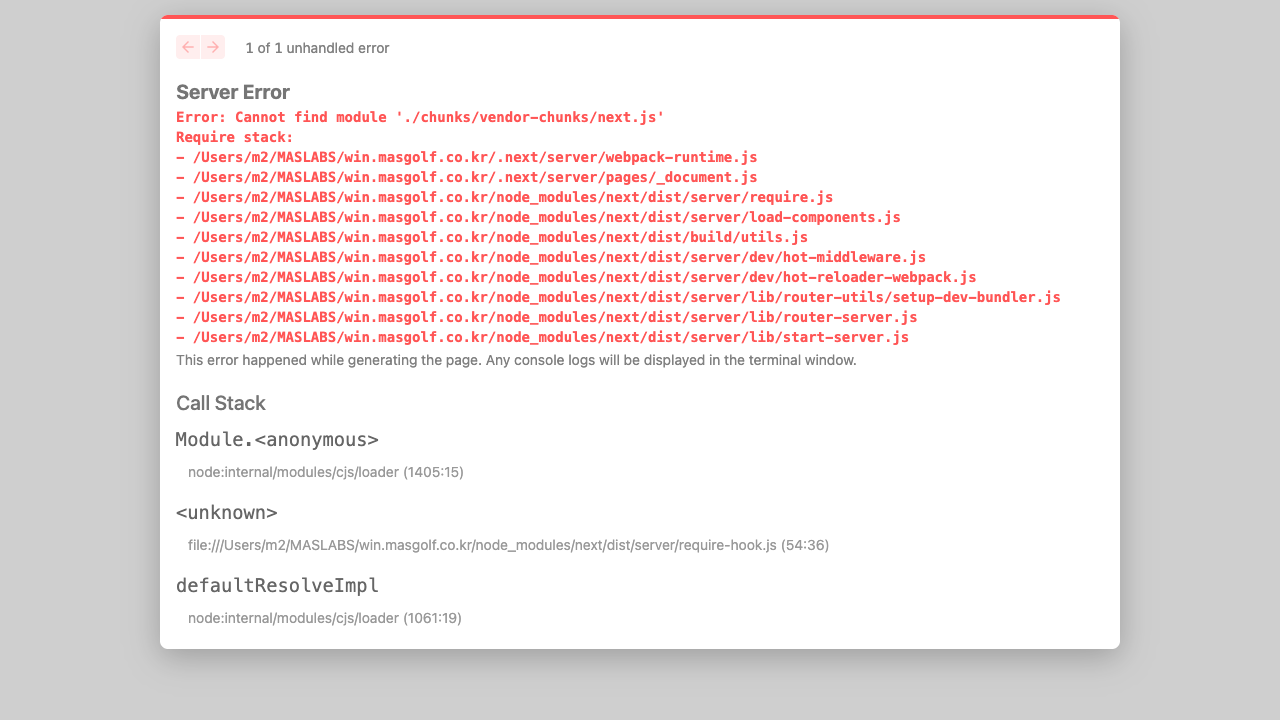 1 of 1 unhandled error
Server Error
Error: Cannot find module './chunks/vendor-chunks/next.js'
Require stack:
- /Users/m2/MASLABS/win.masgolf.co.kr/.next/server/webpack-runtime.js
- /Users/m2/MASLABS/win.masgolf.co.kr/.next/server/pages/_document.js
- /Users/m2/MASLABS/win.masgolf.co.kr/node_modules/next/dist/server/require.js
- /Users/m2/MASLABS/win.masgolf.co.kr/node_modules/next/dist/server/load-components.js
- /Users/m2/MASLABS/win.masgolf.co.kr/node_modules/next/dist/build/utils.js
- /Users/m2/MASLABS/win.masgolf.co.kr/node_modules/next/dist/server/dev/hot-middleware.js
- /Users/m2/MASLABS/win.masgolf.co.kr/node_modules/next/dist/server/dev/hot-reloader-webpack.js
- /Users/m2/MASLABS/win.masgolf.co.kr/node_modules/next/dist/server/lib/router-utils/setup-dev-bundler.js
- /Users/m2/MASLABS/win.masgolf.co.kr/node_modules/next/dist/server/lib/router-server.js
- /Users/m2/MASLABS/win.masgolf.co.kr/node_modules/next/dist/server/lib/start-server.js
This error happened while generating the page. Any console logs will be displayed in the terminal window.
Call Stack
Module.<anonymous>
node:internal/modules/cjs/loader (1405:15)
<unknown>
file:///Users/m2/MASLABS/win.masgolf.co.kr/node_modules/next/dist/server/require-hook.js (54:36)
defaultResolveImpl
node:internal/modules/cjs/loader (1061:19)